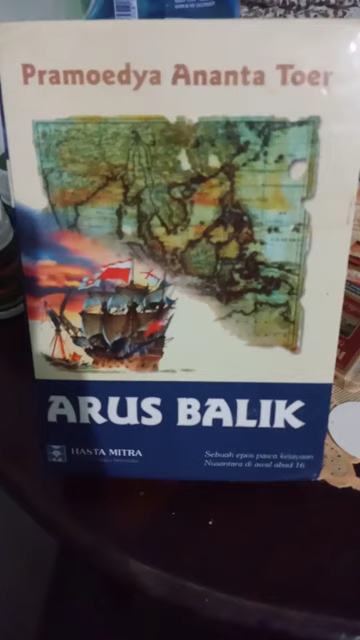 Pramoedya Ananta Toer
ARUS BALIK
HASTA MITRA
Sebuah epos pasca kejayaan
Nusantara di awal abad 16